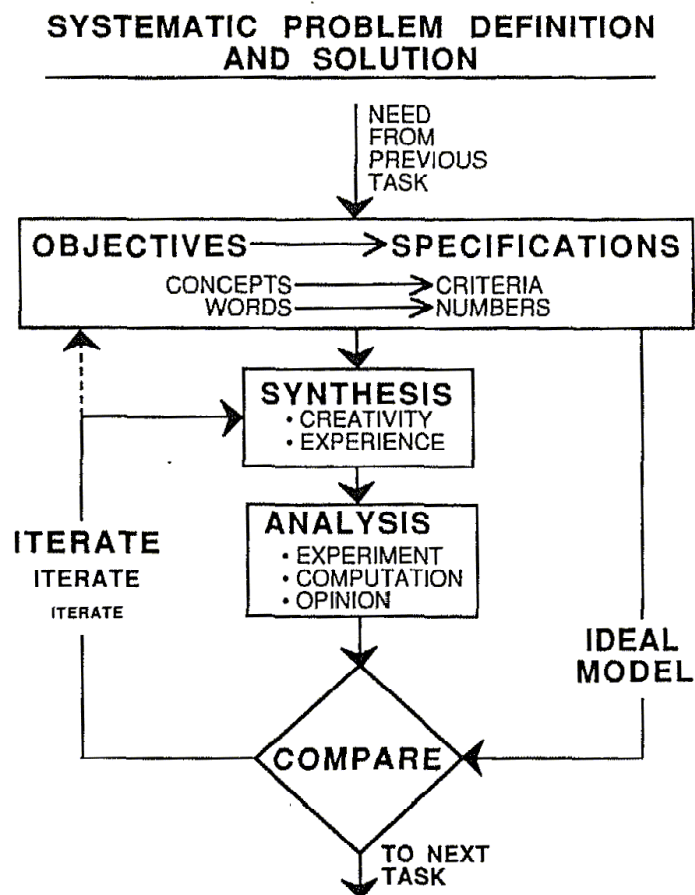 SYSTEMATIC PROBLEM DEFINITION
AND SOLUTION
NEED
FROM
PREVIOUS
TASK
OBJECTIVES SPECIFICATIONS
CONCEPTS CRITERIA
WORDS NUMBERS
SYNTHESIS
• CREATIVITY
• EXPERIENCE
ANALYSIS
• EXPERIMENT
• COMPUTATION
• OPINION
ITERATE
ITERATE
ITERATE
IDEAL
MODEL
COMPARE
TO NEXT
TASK